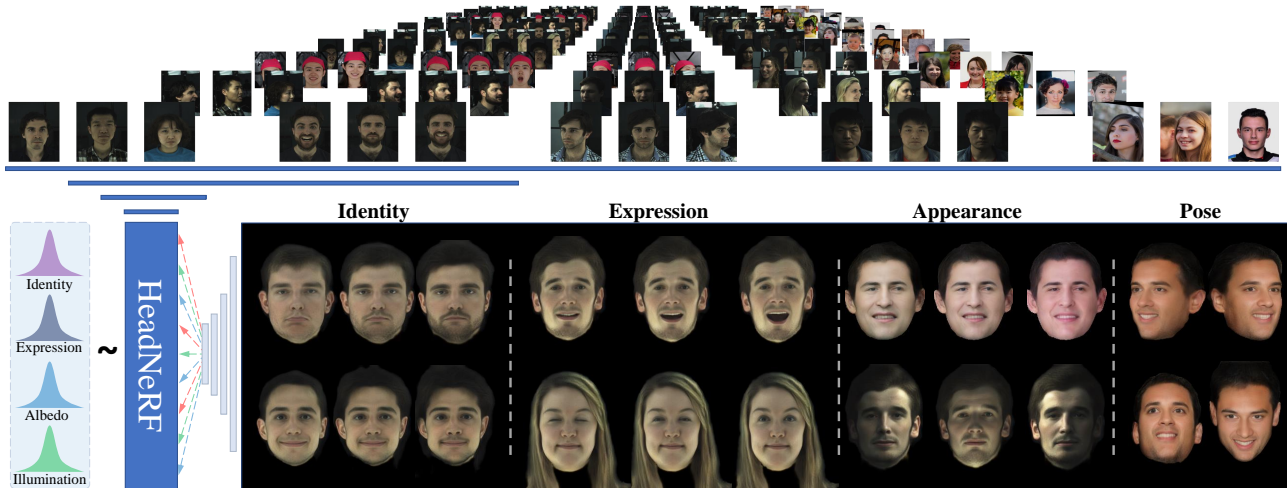 Identity Expression Appearance Pose
Identity
Expression
Albedo
Illumination
~
HeadNeRF